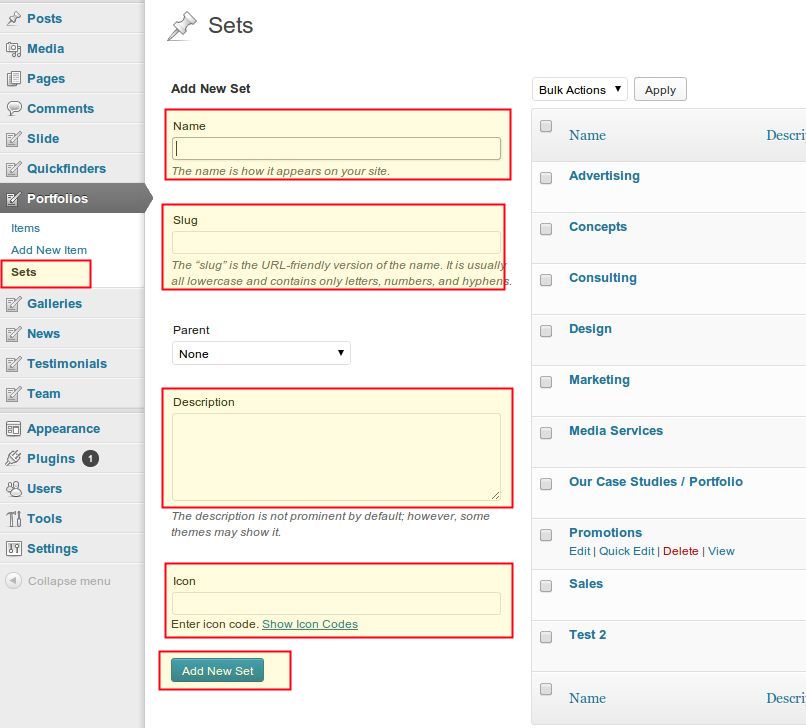 Posts
Media
Pages
Comments
Slide
Quickfinders
Portfolios
Items
Add New Item
Sets
Galleries
News
Testimonials
Team
Appearance
Plugins 1
Users
Tools
Settings
Collapse menu
Sets
Add New Set
Name
The name is how it appears on your site.
Slug
The “slug” is the URL-friendly version of the name. It is usually
all lowercase and contains only letters, numbers, and hyphens.
Parent
None
Description
The description is not prominent by default; however, some
themes may show it.
Icon
Enter icon code. Show Icon Codes
Add New Set
Bulk Actions Apply
Name Descri
Advertising
Concepts
Consulting
Design
Marketing
Media Services
Our Case Studies / Portfolio
Promotions
Edit | Quick Edit | Delete | View
Sales
Test 2
Name Descri